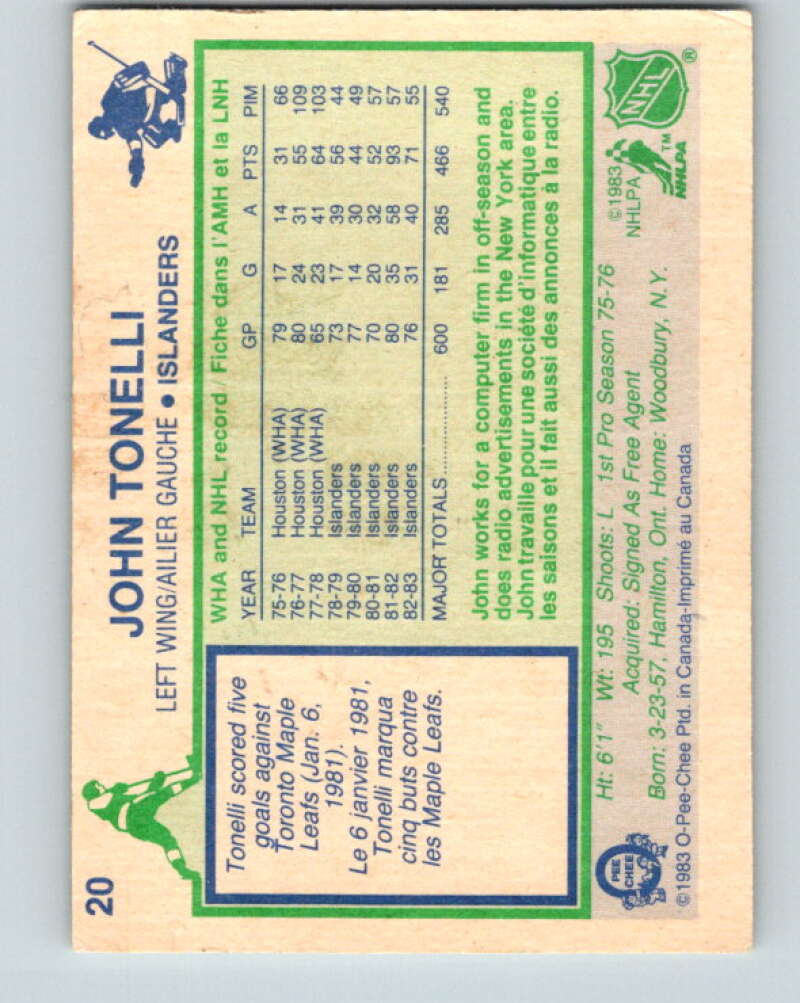 20
JOHN TONELLI
LEFT WING/AILIER GAUCHE • ISLANDERS
Tonelli scored five
goals against
Toronto Maple
Leafs (Jan. 6,
1981).
Le 6 janvier 1981,
Tonelli marqua
cinq buts contre
les Maple Leafs.
WHA and NHL record / Fiche dans l'AMH et la LNH
YEAR TEAM GP G A PTS PIM
75-76 Houston (WHA) 79 17 14 31 66
76-77 Houston (WHA) 80 24 31 55 109
77-78 Houston (WHA) 65 23 41 64 103
78-79 Islanders 73 17 39 56 44
79-80 Islanders 77 14 30 44 49
80-81 Islanders 70 20 32 52 57
81-82 Islanders 80 35 58 93 57
82-83 Islanders 76 31 40 71 55
MAJOR TOTALS .................... 600 181 285 466 540
John works for a computer firm in off-season and
does radio advertisements in the New York area.
John travaille pour une société d'informatique entre
les saisons et il fait aussi des annonces à la radio.
O PEE CHEE
Ht: 6'1" Wt: 195 Shoots: L 1st Pro Season 75-76
Acquired: Signed As Free Agent
Born: 3-23-57, Hamilton, Ont. Home: Woodbury, N.Y.
©1983 O-Pee-Chee Ptd. in Canada-Imprimé au Canada
©1983
NHLPA
NHL ®
NHLPA TM